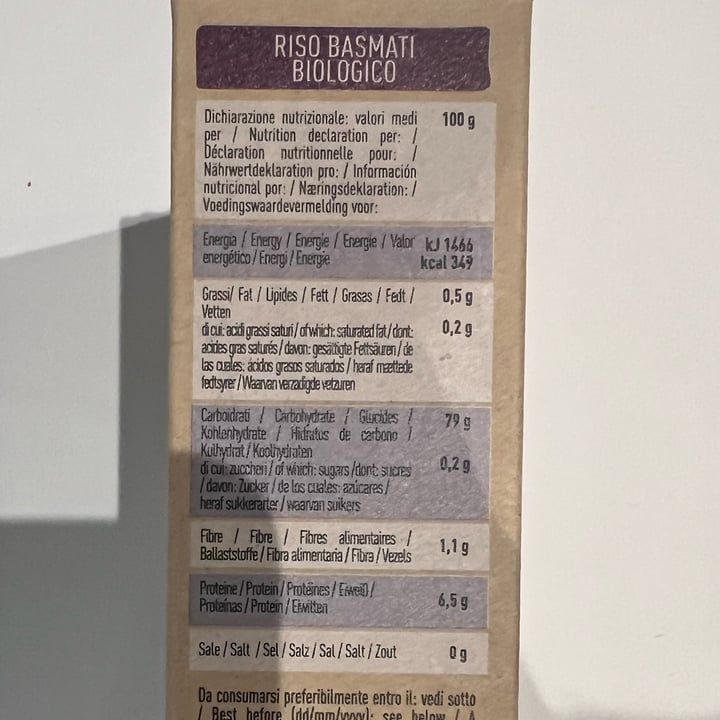 RISO BASMATI
BIOLOGICO
Dichiarazione nutrizionale: valori medi 100 g
per / Nutrition declaration per: /
Déclaration nutritionnelle pour: /
Nährwertdeklaration pro: / Información
nutricional por: / Næringsdeklaration: /
Voedingswaardevermelding voor:
Energia / Energy / Energie / Energie / Valor kJ 1466
energético / Energi / Energie kcal 349
Grassi/ Fat / Lipides / Fett / Grasas / Fedt / 0,5 g
Vetten
di cui: acidi grassi saturi / of which: saturated fat / dont: 0,2 g
acides gras saturés / davon: gesättigte Fettsäuren / de
las cuales: ácidos grasos saturados / heraf mættede
fedtsyrer / Waarvan verzadigde vetzuren
Carboidrati / Carbohydrate / Glucides / 79 g
Kohlenhydrate / Hidratos de carbono /
Kulhydrat / Koolhydraten
di cui: zuccheri / of which: sugars /dont: sucres 0,2 g
/ davon: Zucker / de los cuales: azúcares /
heraf sukkerarter / waarvan suikers
Fibre / Fibre / Fibres alimentaires / 1,1 g
Ballaststoffe / Fibra alimentaria / Fibra / Vezels
Proteine / Protein / Protéines / Eiweiß / 6,5 g
Proteínas / Protein / Eiwitten
Sale / Salt / Sel / Salz / Sal / Salt / Zout 0 g
Da consumarsi preferibilmente entro il: vedi sotto
/ Best before (dd/mm/yyyy): see below / A